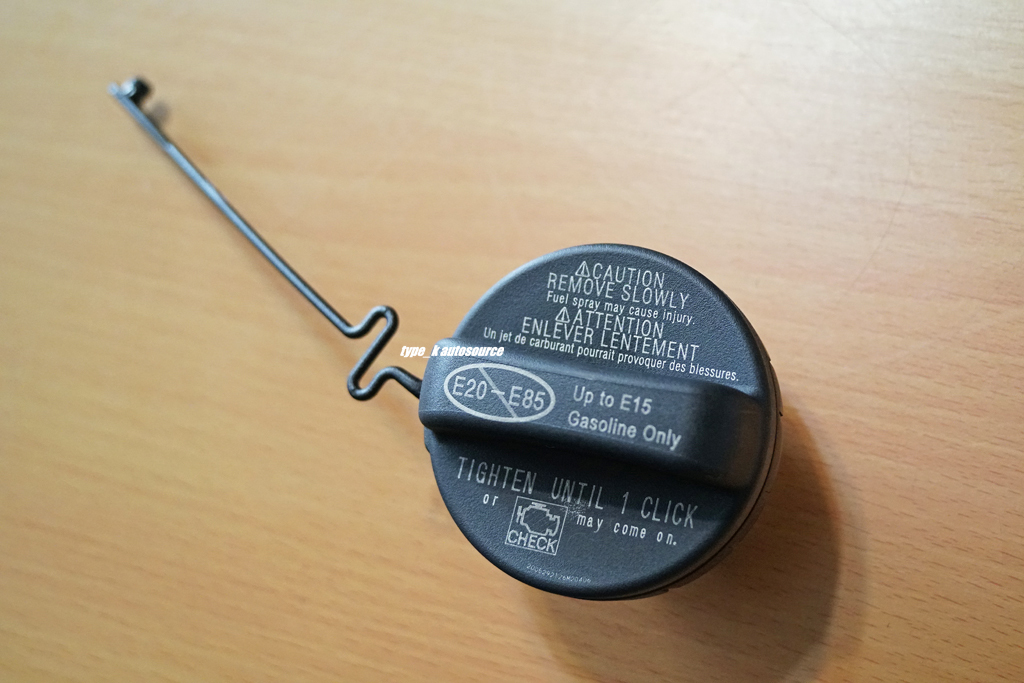 ⚠CAUTION
REMOVE SLOWLY
Fuel spray may cause injury.
⚠ATTENTION
ENLEVER LENTEMENT
Un jet de carburant pourrait provoquer des blessures.
type_k autosource
E20-E85
Up to E15
Gasoline Only
TIGHTEN UNTIL 1 CLICK
or CHECK may come on.